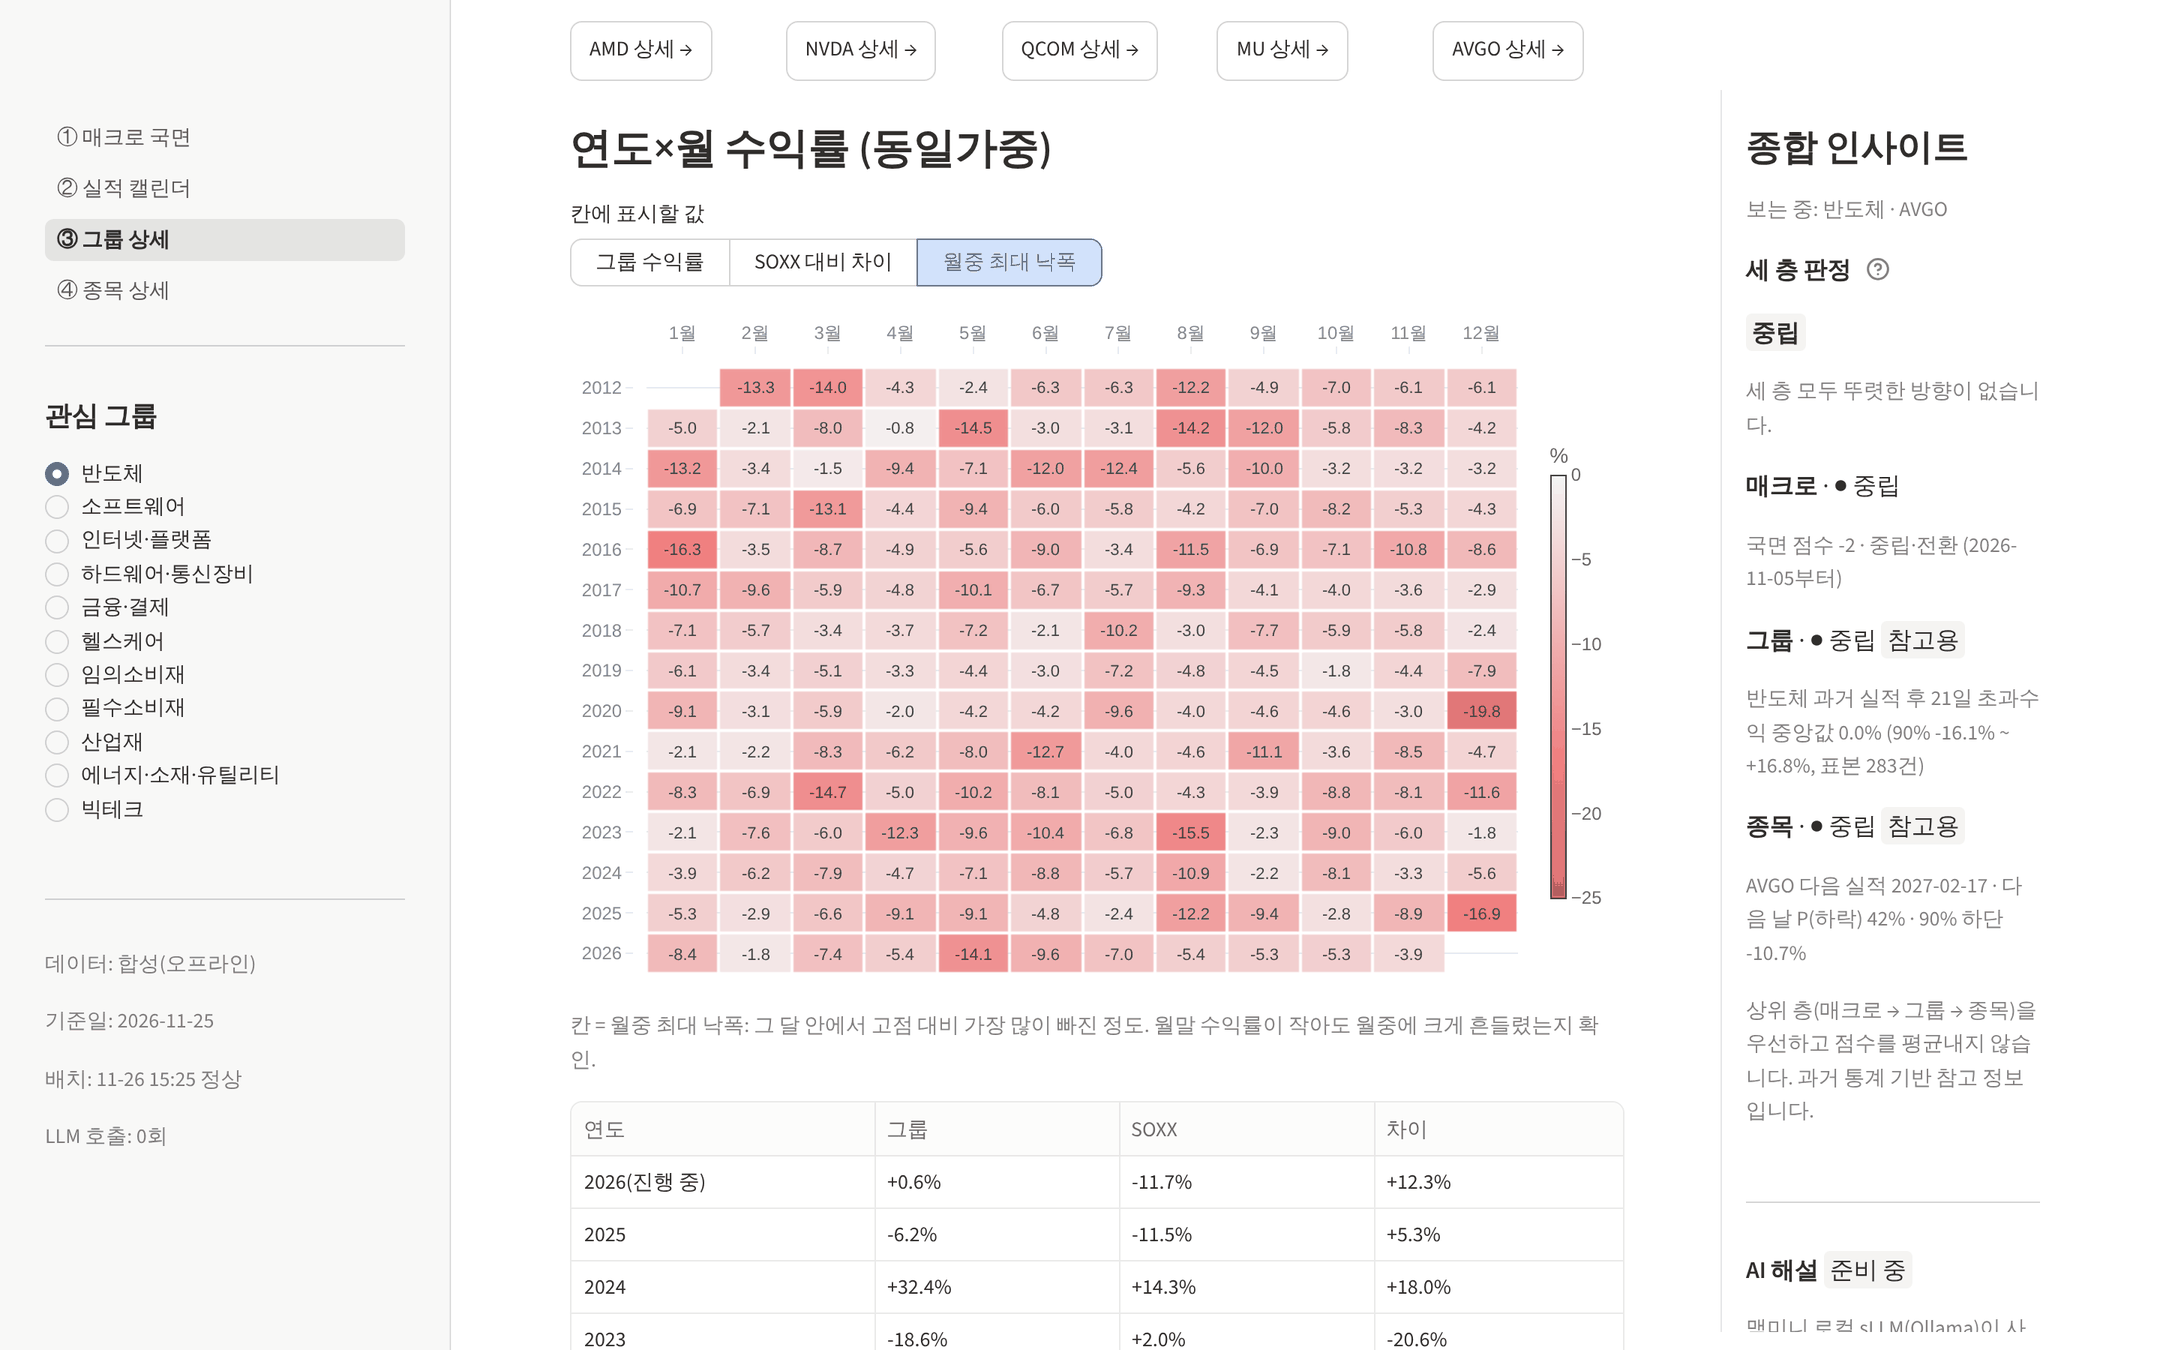 ① 매크로 국면
② 실적 캘린더
③ 그룹 상세
④ 종목 상세
관심 그룹
반도체
소프트웨어
인터넷·플랫폼
하드웨어·통신장비
금융·결제
헬스케어
임의소비재
필수소비재
산업재
에너지·소재·유틸리티
빅테크
데이터: 합성(오프라인)
기준일: 2026-11-25
배치: 11-26 15:25 정상
LLM 호출: 0회
AMD 상세 → NVDA 상세 → QCOM 상세 → MU 상세 → AVGO 상세 →
연도×월 수익률 (동일가중)
칸에 표시할 값
그룹 수익률 SOXX 대비 차이 월중 최대 낙폭
1월 2월 3월 4월 5월 6월 7월 8월 9월 10월 11월 12월
2012 -13.3 -14.0 -4.3 -2.4 -6.3 -6.3 -12.2 -4.9 -7.0 -6.1 -6.1
2013 -5.0 -2.1 -8.0 -0.8 -14.5 -3.0 -3.1 -14.2 -12.0 -5.8 -8.3 -4.2
2014 -13.2 -3.4 -1.5 -9.4 -7.1 -12.0 -12.4 -5.6 -10.0 -3.2 -3.2 -3.2
2015 -6.9 -7.1 -13.1 -4.4 -9.4 -6.0 -5.8 -4.2 -7.0 -8.2 -5.3 -4.3
2016 -16.3 -3.5 -8.7 -4.9 -5.6 -9.0 -3.4 -11.5 -6.9 -7.1 -10.8 -8.6
2017 -10.7 -9.6 -5.9 -4.8 -10.1 -6.7 -5.7 -9.3 -4.1 -4.0 -3.6 -2.9
2018 -7.1 -5.7 -3.4 -3.7 -7.2 -2.1 -10.2 -3.0 -7.7 -5.9 -5.8 -2.4
2019 -6.1 -3.4 -5.1 -3.3 -4.4 -3.0 -7.2 -4.8 -4.5 -1.8 -4.4 -7.9
2020 -9.1 -3.1 -5.9 -2.0 -4.2 -4.2 -9.6 -4.0 -4.6 -4.6 -3.0 -19.8
2021 -2.1 -2.2 -8.3 -6.2 -8.0 -12.7 -4.0 -4.6 -11.1 -3.6 -8.5 -4.7
2022 -8.3 -6.9 -14.7 -5.0 -10.2 -8.1 -5.0 -4.3 -3.9 -8.8 -8.1 -11.6
2023 -2.1 -7.6 -6.0 -12.3 -9.6 -10.4 -6.8 -15.5 -2.3 -9.0 -6.0 -1.8
2024 -3.9 -6.2 -7.9 -4.7 -7.1 -8.8 -5.7 -10.9 -2.2 -8.1 -3.3 -5.6
2025 -5.3 -2.9 -6.6 -9.1 -9.1 -4.8 -2.4 -12.2 -9.4 -2.8 -8.9 -16.9
2026 -8.4 -1.8 -7.4 -5.4 -14.1 -9.6 -7.0 -5.4 -5.3 -5.3 -3.9
%
0
−5
−10
−15
−20
−25
칸 = 월중 최대 낙폭: 그 달 안에서 고점 대비 가장 많이 빠진 정도. 월말 수익률이 작아도 월중에 크게 흔들렸는지 확
인.
연도 그룹 SOXX 차이
2026(진행 중) +0.6% -11.7% +12.3%
2025 -6.2% -11.5% +5.3%
2024 +32.4% +14.3% +18.0%
2023 -18.6% +2.0% -20.6%
종합 인사이트
보는 중: 반도체 · AVGO
세 층 판정 ?
중립
세 층 모두 뚜렷한 방향이 없습니
다.
매크로 · ● 중립
국면 점수 -2 · 중립·전환 (2026-
11-05부터)
그룹 · ● 중립 참고용
반도체 과거 실적 후 21일 초과수
익 중앙값 0.0% (90% -16.1% ~
+16.8%, 표본 283건)
종목 · ● 중립 참고용
AVGO 다음 실적 2027-02-17 · 다
음 날 P(하락) 42% · 90% 하단
-10.7%
상위 층(매크로 → 그룹 → 종목)을
우선하고 점수를 평균내지 않습
니다. 과거 통계 기반 참고 정보
입니다.
AI 해설 준비 중
맥미니 로컬 sLLM(Ollama)이 사